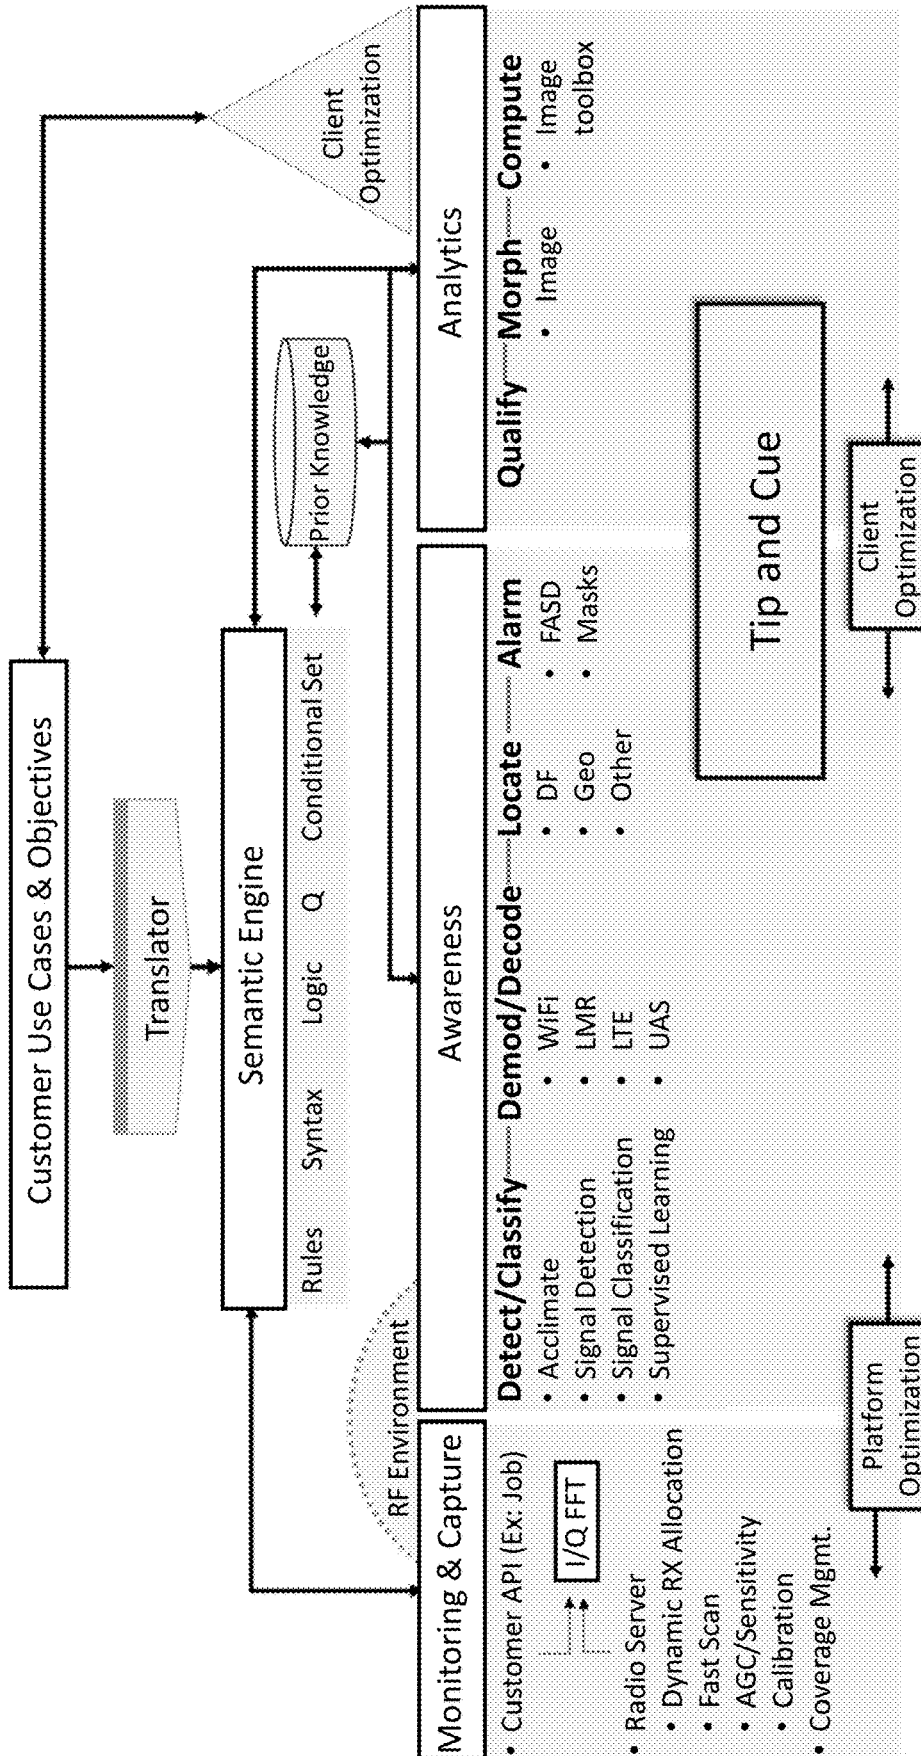 Customer Use Cases & Objectives
Translator
Semantic Engine
Rules Syntax Logic Q Conditional Set
Prior Knowledge
Client
Optimization
RF Environment
Monitoring & Capture
Awareness
Analytics
• Customer API (Ex: Job)
I/Q FFT
• Radio Server
• Dynamic RX Allocation
• Fast Scan
• AGC/Sensitivity
• Calibration
• Coverage Mgmt.
Detect/Classify
• Acclimate
• Signal Detection
• Signal Classification
• Supervised Learning
Demod/Decode
• WiFi
• LMR
• LTE
• UAS
Locate
• DF
• Geo
• Other
Alarm
• FASD
• Masks
Qualify
Morph
• Image
Compute
• Image
toolbox
Tip and Cue
Platform
Optimization
Client
Optimization